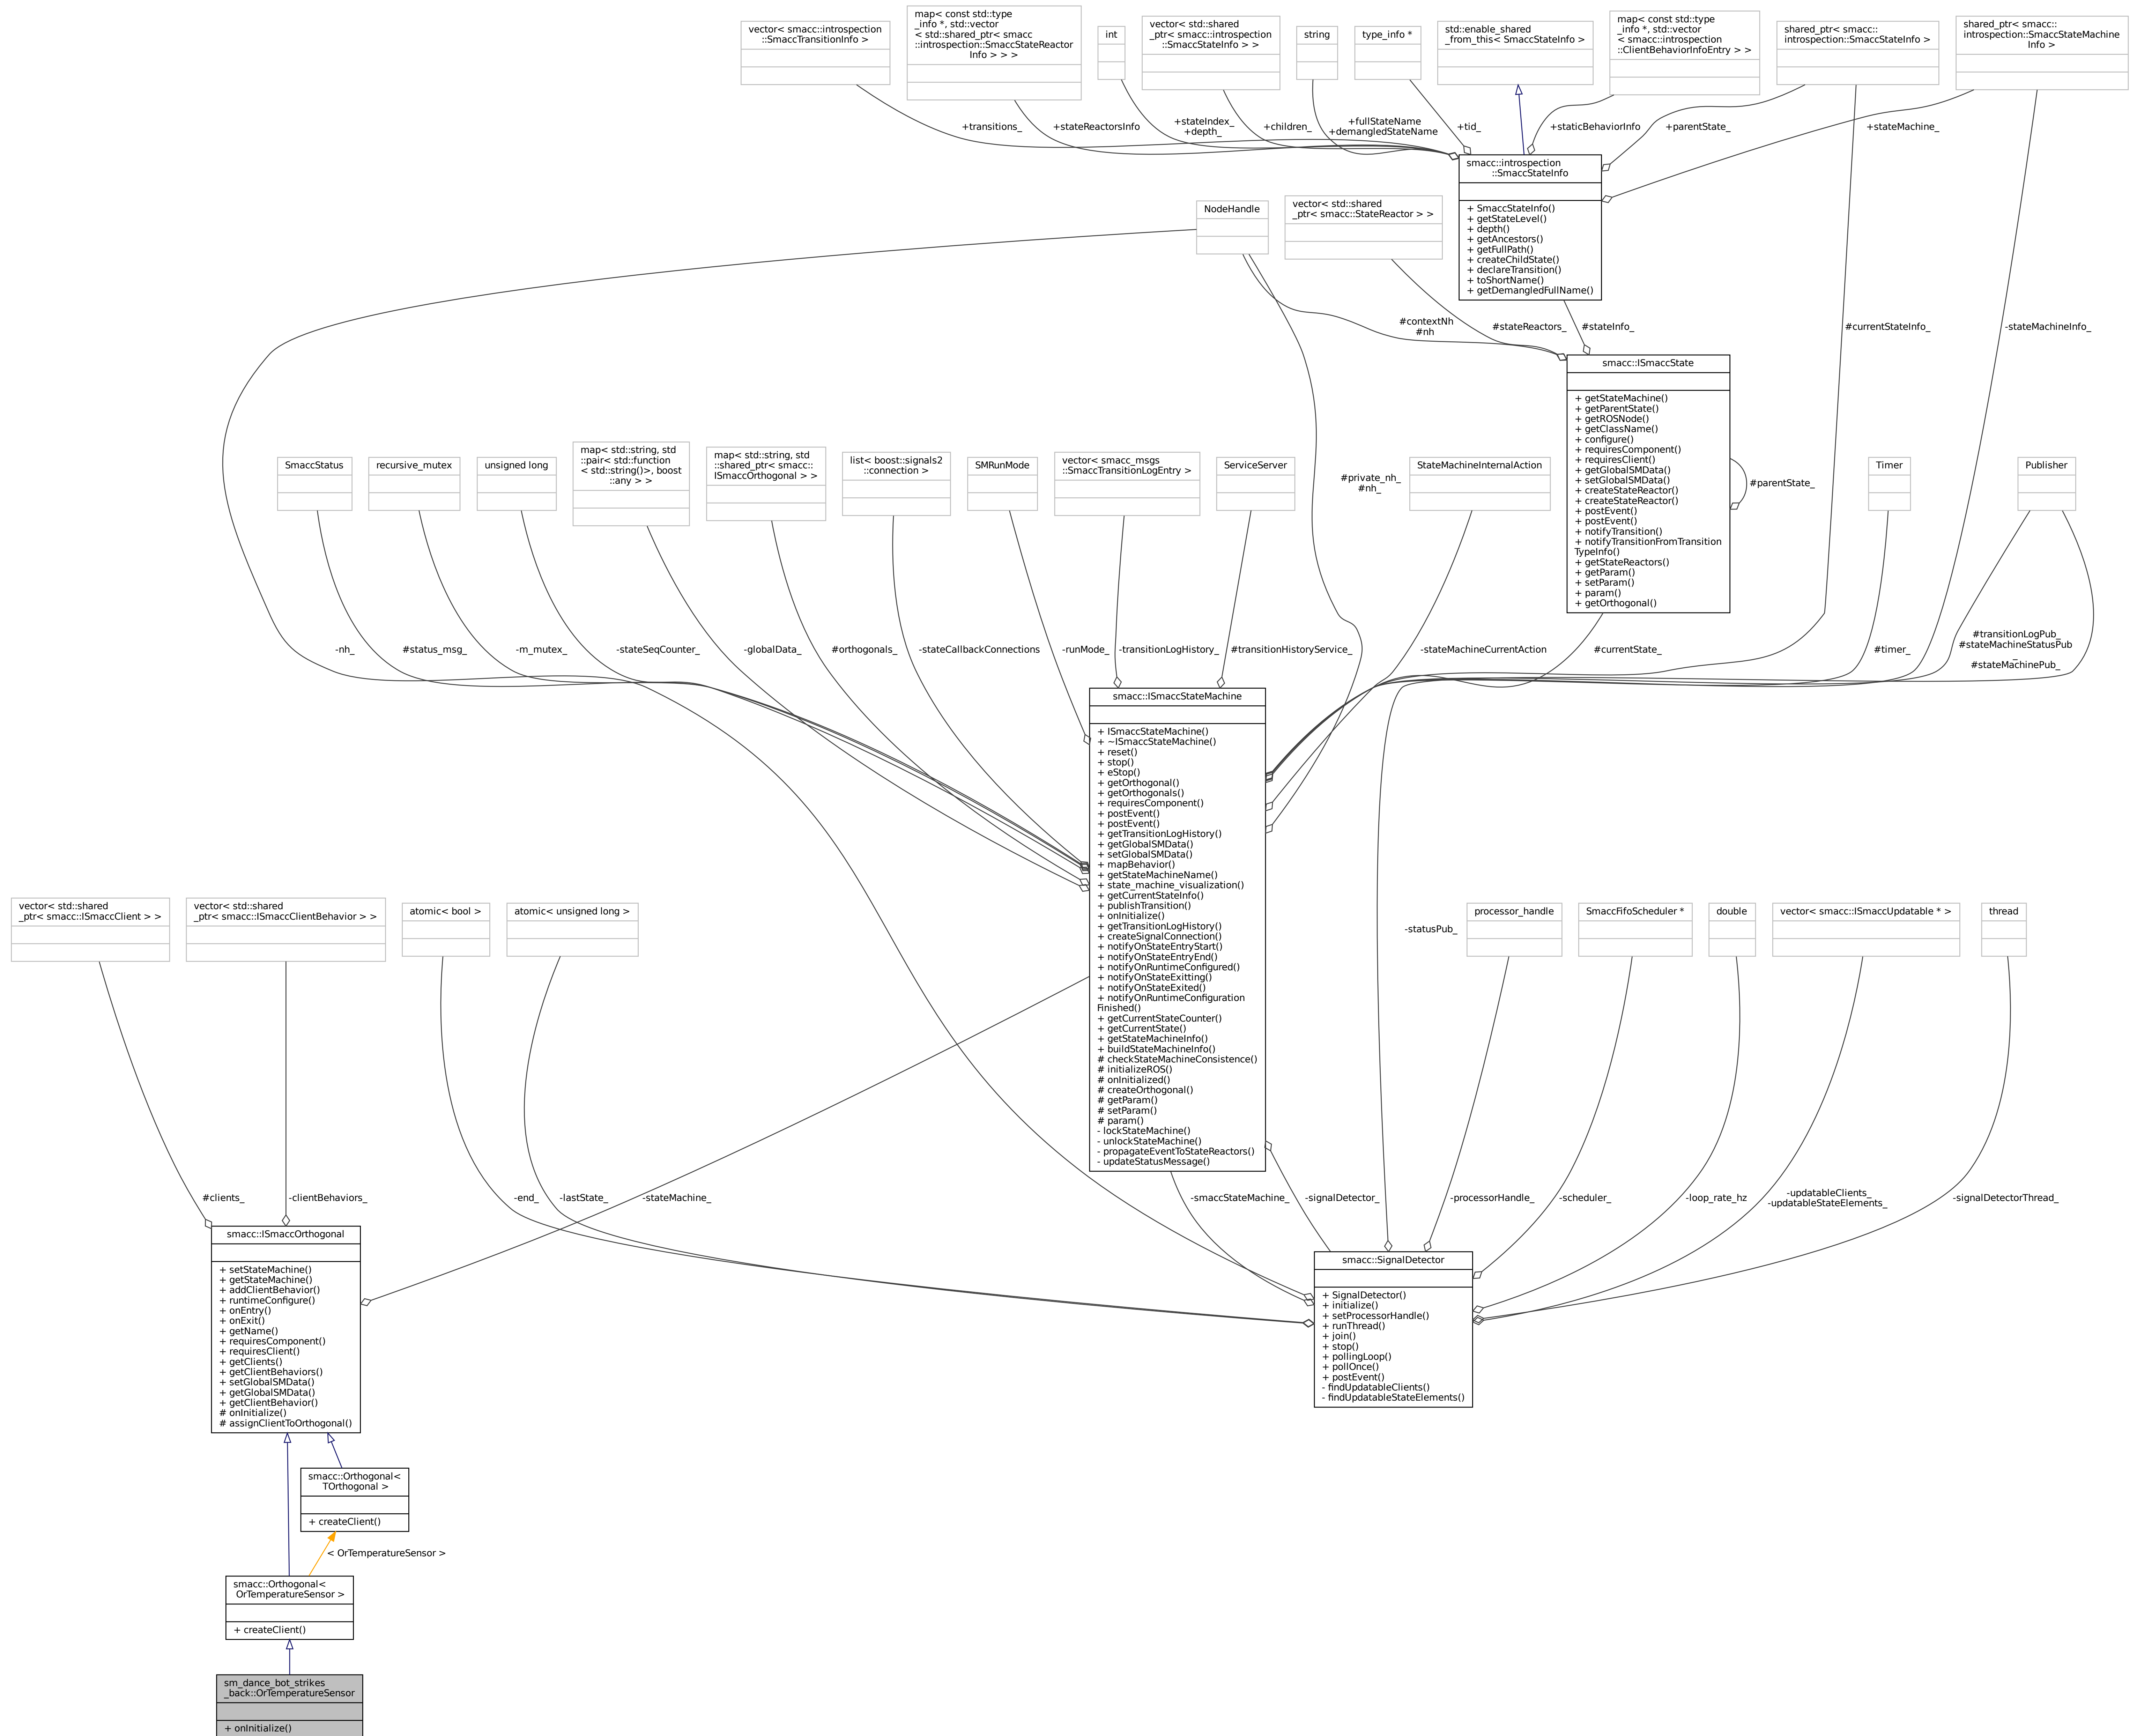 vector< smacc::introspection
::SmaccTransitionInfo >
map< const std::type
_info *, std::vector
< std::shared_ptr< smacc
::introspection::SmaccStateReactor
Info > > >
int
vector< std::shared
_ptr< smacc::introspection
::SmaccStateInfo > >
string
type_info *
std::enable_shared
_from_this< SmaccStateInfo >
map< const std::type
_info *, std::vector
< smacc::introspection
::ClientBehaviorInfoEntry > >
shared_ptr< smacc::
introspection::SmaccStateInfo >
shared_ptr< smacc::
introspection::SmaccStateMachine
Info >
+transitions_
+stateReactorsInfo
+stateIndex_
+depth_
+children_
+fullStateName
+demangledStateName
+tid_
+staticBehaviorInfo
+parentState_
+stateMachine_
smacc::introspection
::SmaccStateInfo
+ SmaccStateInfo()
+ getStateLevel()
+ depth()
+ getAncestors()
+ getFullPath()
+ createChildState()
+ declareTransition()
+ toShortName()
+ getDemangledFullName()
NodeHandle
vector< std::shared
_ptr< smacc::StateReactor > >
#contextNh
#nh
#stateReactors_
#stateInfo_
#currentStateInfo_
-stateMachineInfo_
smacc::ISmaccState
+ getStateMachine()
+ getParentState()
+ getROSNode()
+ getClassName()
+ configure()
+ requiresComponent()
+ requiresClient()
+ getGlobalSMData()
+ setGlobalSMData()
+ createStateReactor()
+ createStateReactor()
+ postEvent()
+ postEvent()
+ notifyTransition()
+ notifyTransitionFromTransition
TypeInfo()
+ getStateReactors()
+ getParam()
+ setParam()
+ param()
+ getOrthogonal()
#parentState_
SmaccStatus
recursive_mutex
unsigned long
map< std::string, std
::pair< std::function
< std::string()>, boost
::any > >
map< std::string, std
::shared_ptr< smacc::
ISmaccOrthogonal > >
list< boost::signals2
::connection >
SMRunMode
vector< smacc_msgs
::SmaccTransitionLogEntry >
ServiceServer
#private_nh_
#nh_
StateMachineInternalAction
Timer
Publisher
-nh_
#status_msg_
-m_mutex_
-stateSeqCounter_
-globalData_
#orthogonals_
-stateCallbackConnections
-runMode_
-transitionLogHistory_
#transitionHistoryService_
-stateMachineCurrentAction
#currentState_
#timer_
#transitionLogPub_
#stateMachineStatusPub
_
#stateMachinePub_
smacc::ISmaccStateMachine
+ ISmaccStateMachine()
+ ~ISmaccStateMachine()
+ reset()
+ stop()
+ eStop()
+ getOrthogonal()
+ getOrthogonals()
+ requiresComponent()
+ postEvent()
+ postEvent()
+ getTransitionLogHistory()
+ getGlobalSMData()
+ setGlobalSMData()
+ mapBehavior()
+ getStateMachineName()
+ state_machine_visualization()
+ getCurrentStateInfo()
+ publishTransition()
+ onInitialize()
+ getTransitionLogHistory()
+ createSignalConnection()
+ notifyOnStateEntryStart()
+ notifyOnStateEntryEnd()
+ notifyOnRuntimeConfigured()
+ notifyOnStateExitting()
+ notifyOnStateExited()
+ notifyOnRuntimeConfiguration
Finished()
+ getCurrentStateCounter()
+ getCurrentState()
+ getStateMachineInfo()
+ buildStateMachineInfo()
# checkStateMachineConsistence()
# initializeROS()
# onInitialized()
# createOrthogonal()
# getParam()
# setParam()
# param()
- lockStateMachine()
- unlockStateMachine()
- propagateEventToStateReactors()
- updateStatusMessage()
vector< std::shared
_ptr< smacc::ISmaccClient > >
vector< std::shared
_ptr< smacc::ISmaccClientBehavior > >
atomic< bool >
atomic< unsigned long >
-statusPub_
processor_handle
SmaccFifoScheduler *
double
vector< smacc::ISmaccUpdatable * >
thread
#clients_
-clientBehaviors_
-end_
-lastState_
-stateMachine_
-smaccStateMachine_
-signalDetector_
-processorHandle_
-scheduler_
-loop_rate_hz
-updatableClients_
-updatableStateElements_
-signalDetectorThread_
smacc::ISmaccOrthogonal
+ setStateMachine()
+ getStateMachine()
+ addClientBehavior()
+ runtimeConfigure()
+ onEntry()
+ onExit()
+ getName()
+ requiresComponent()
+ requiresClient()
+ getClients()
+ getClientBehaviors()
+ setGlobalSMData()
+ getGlobalSMData()
+ getClientBehavior()
# onInitialize()
# assignClientToOrthogonal()
smacc::SignalDetector
+ SignalDetector()
+ initialize()
+ setProcessorHandle()
+ runThread()
+ join()
+ stop()
+ pollingLoop()
+ pollOnce()
+ postEvent()
- findUpdatableClients()
- findUpdatableStateElements()
smacc::Orthogonal<
TOrthogonal >
+ createClient()
< OrTemperatureSensor >
smacc::Orthogonal<
OrTemperatureSensor >
+ createClient()
sm_dance_bot_strikes
_back::OrTemperatureSensor
+ onInitialize()